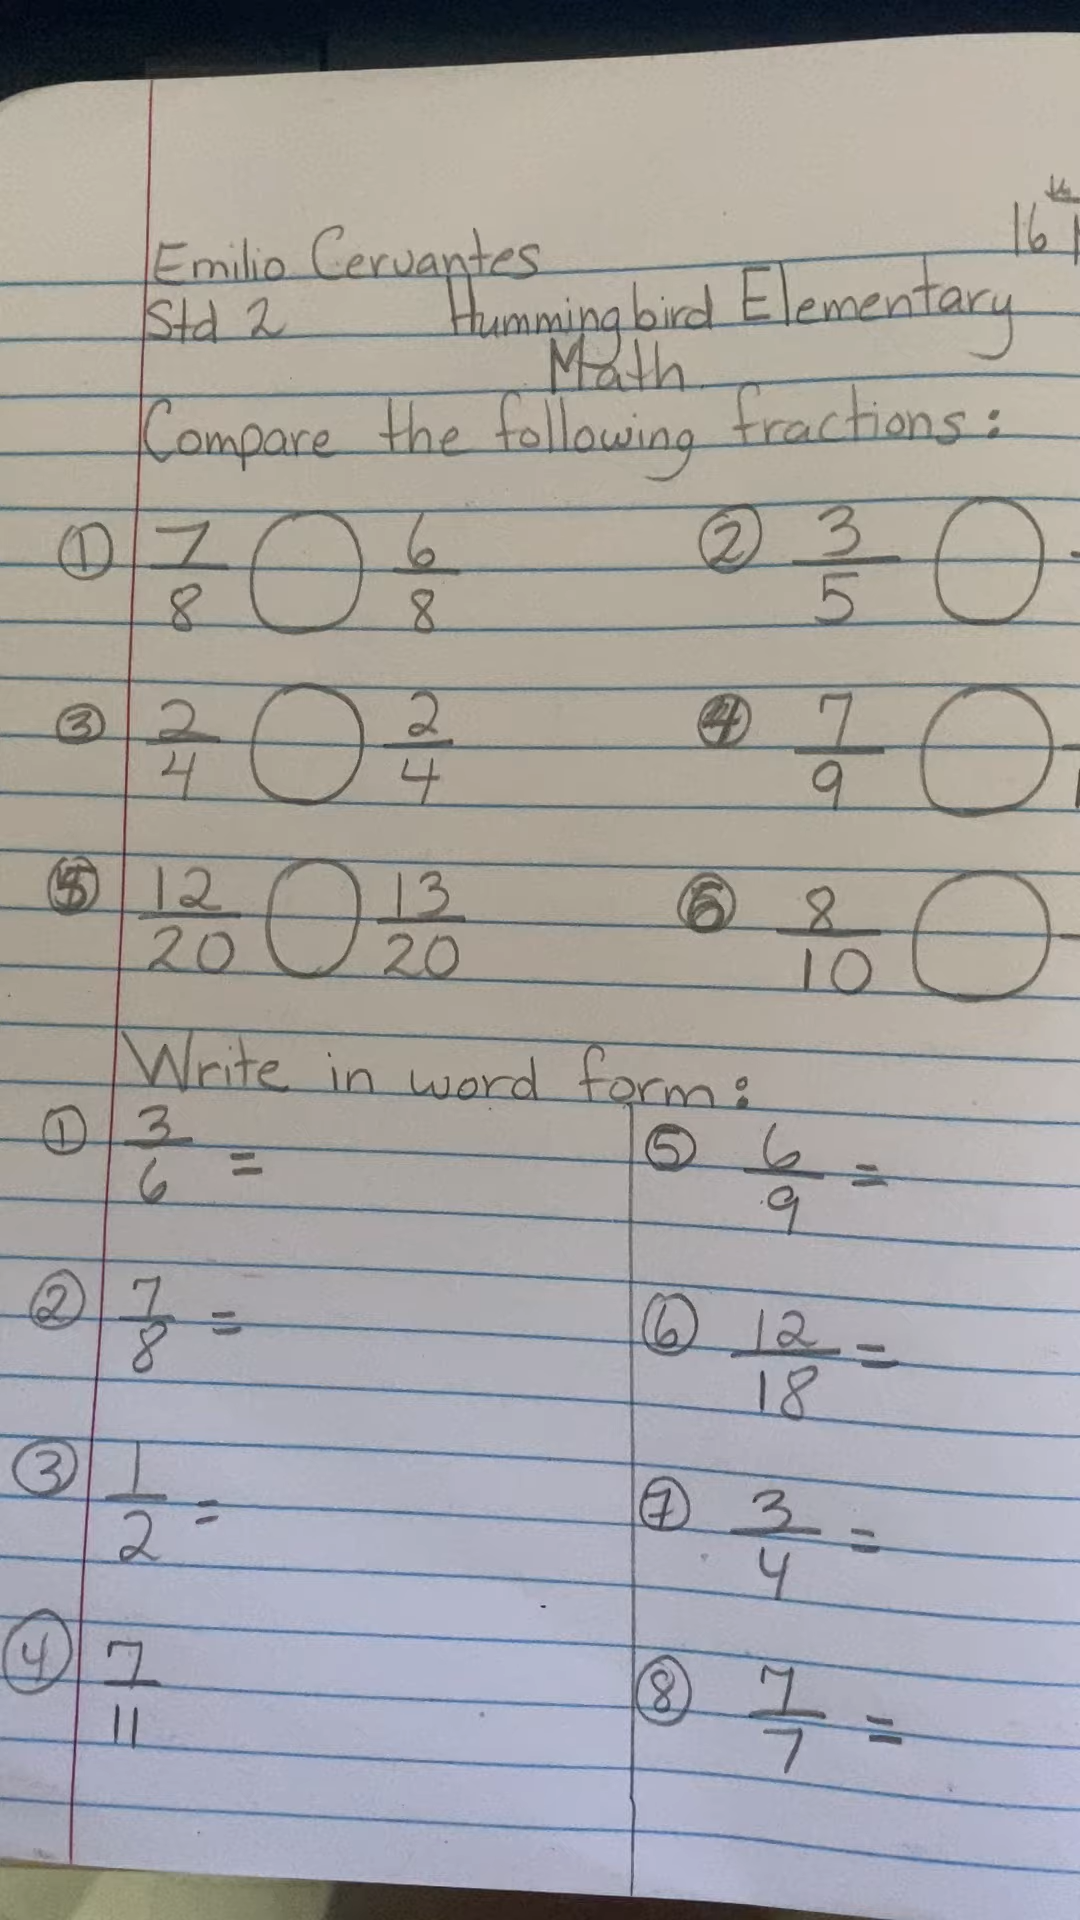 16th
Emilio Cervantes
Std 2 Hummingbird Elementary
Math
Compare the following fractions:
① 7/8 ◯ 6/8 ② 3/5 ◯
③ 2/4 ◯ 2/4 ④ 7/9 ◯
⑤ 12/20 ◯ 13/20 ⑥ 8/10 ◯
Write in word form:
① 3/6 = ⑤ 6/9 =
② 7/8 = ⑥ 12/18 =
③ 1/2 = ⑦ 3/4 =
④ 7/11 ⑧ 7/7 =